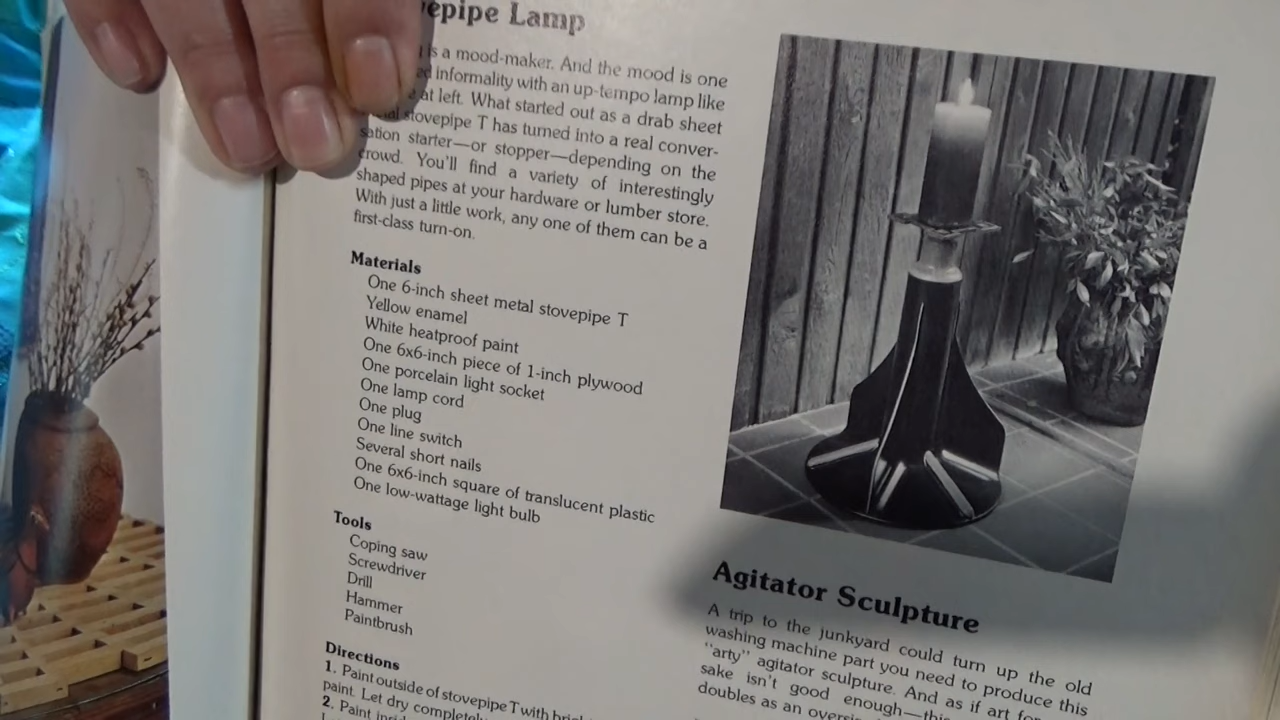 epipe Lamp
is a mood-maker. And the mood is one
ed informality with an up-tempo lamp like
at left. What started out as a drab sheet
stovepipe T has turned into a real conver-
sation starter—or stopper—depending on the
crowd. You'll find a variety of interestingly
shaped pipes at your hardware or lumber store.
With just a little work, any one of them can be a
first-class turn-on.
Materials
One 6-inch sheet metal stovepipe T
Yellow enamel
White heatproof paint
One 6x6-inch piece of 1-inch plywood
One porcelain light socket
One lamp cord
One plug
One line switch
Several short nails
One 6x6-inch square of translucent plastic
One low-wattage light bulb
Tools
Coping saw
Screwdriver
Drill
Hammer
Paintbrush
Directions
1. Paint outside of stovepipe T with brigh
paint. Let dry completely
2. Paint insid
Agitator Sculpture
A trip to the junkyard could turn up the old
washing machine part you need to produce this
"arty" agitator sculpture. And as if art for
sake isn't good enough—this
doubles as an oversi